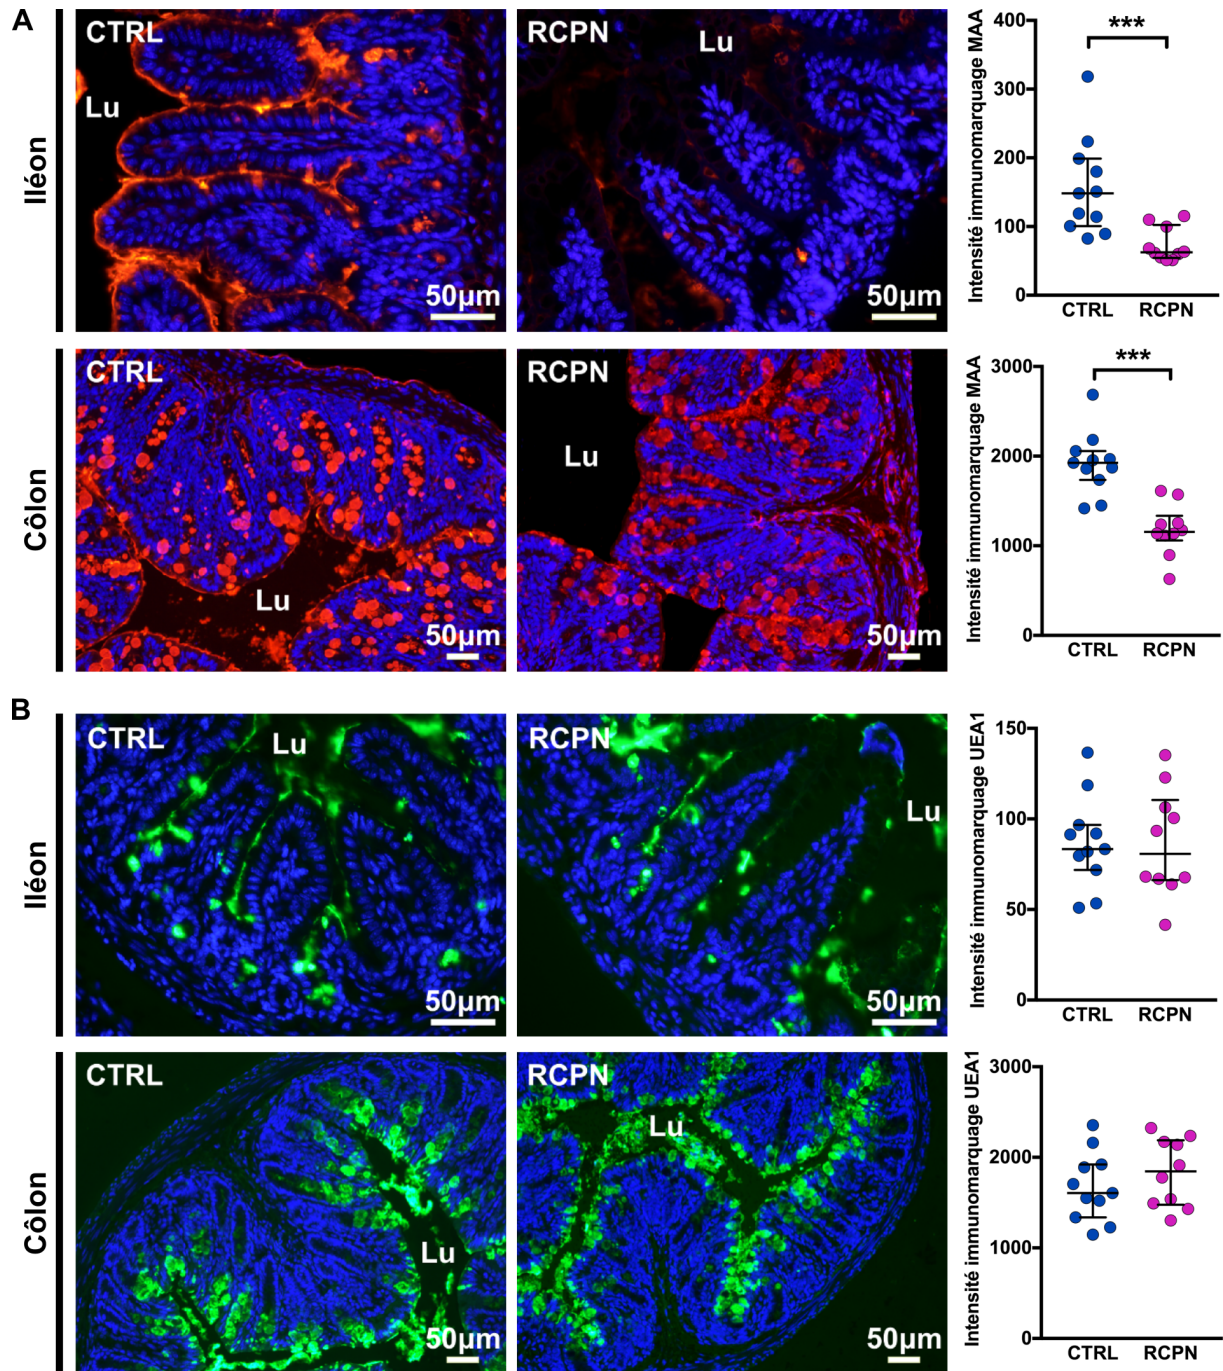 A
Iléon
CTRL
Lu
50µm
RCPN
Lu
50µm
Intensité immunomarquage MAA
400
300
200
100
0
***
CTRL
RCPN
Côlon
CTRL
Lu
50µm
RCPN
Lu
50µm
Intensité immunomarquage MAA
3000
2000
1000
0
***
CTRL
RCPN
B
Iléon
CTRL
Lu
50µm
RCPN
Lu
50µm
Intensité immunomarquage UEA1
150
100
50
0
CTRL
RCPN
Côlon
CTRL
Lu
50µm
RCPN
Lu
50µm
Intensité immunomarquage UEA1
3000
2000
1000
0
CTRL
RCPN